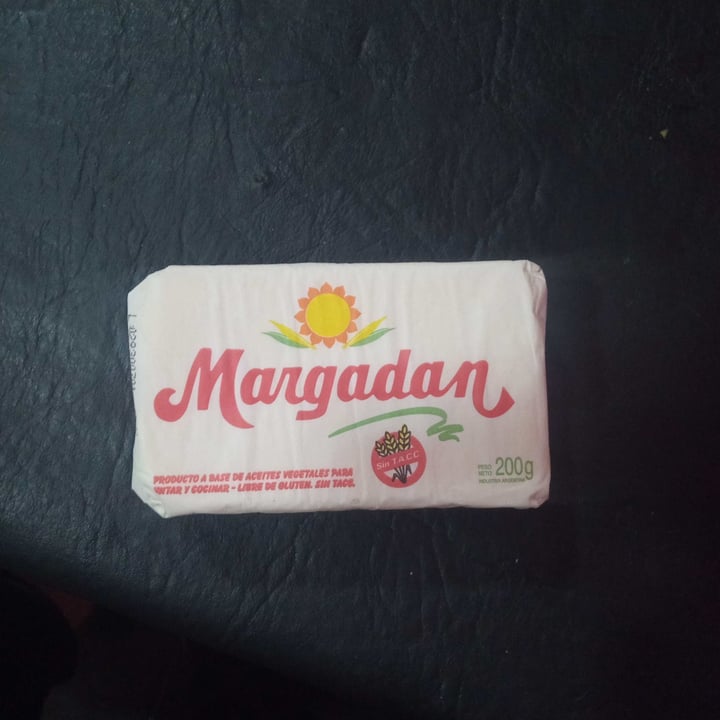 Margadan
Sin T.A.C.C
PRODUCTO A BASE DE ACEITES VEGETALES PARA
UNTAR Y COCINAR - LIBRE DE GLUTEN. SIN TACC.
PESO
NETO 200g
INDUSTRIA ARGENTINA